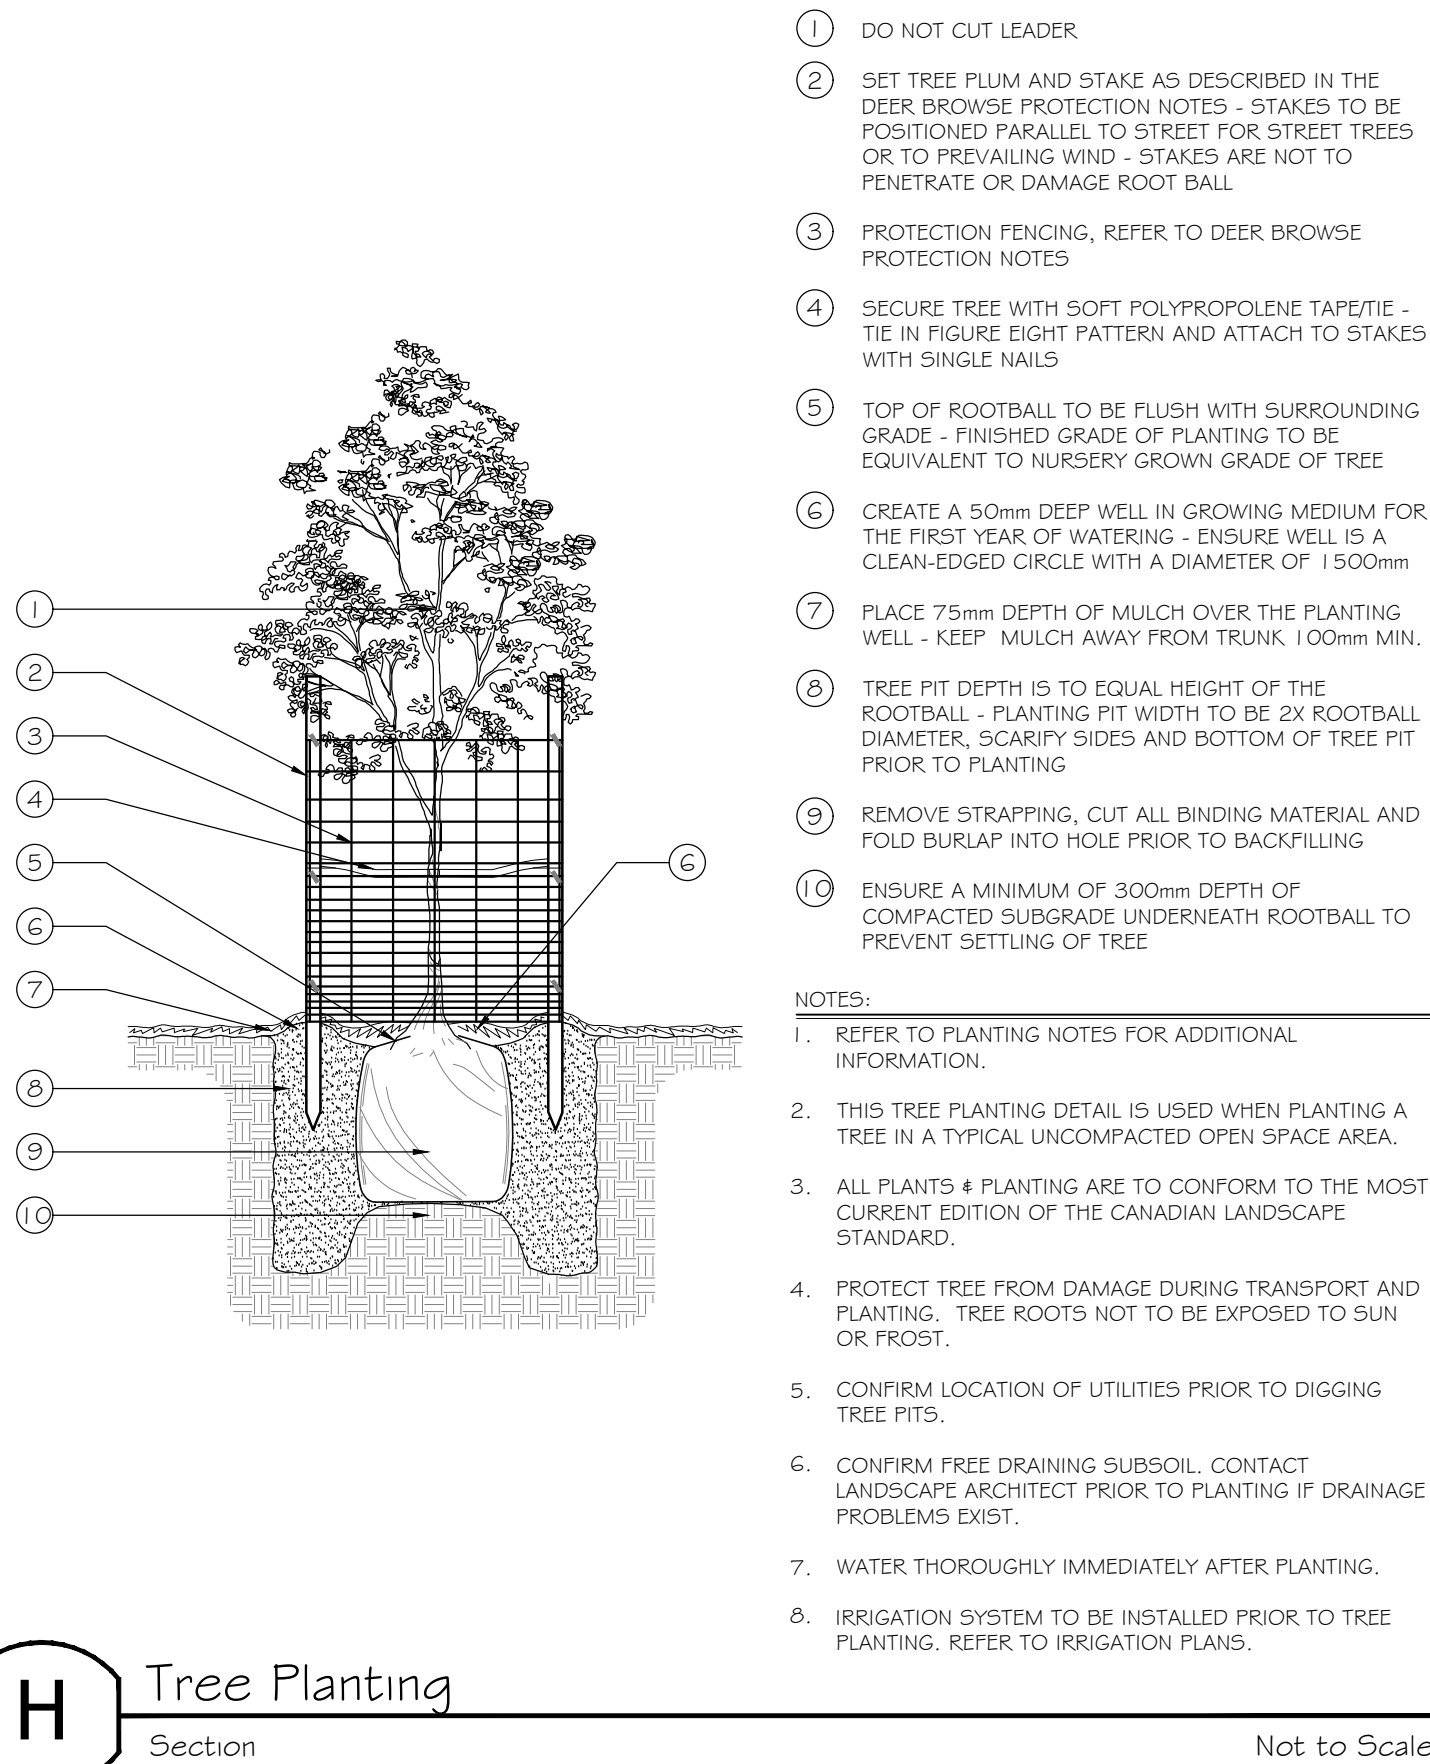 1 DO NOT CUT LEADER
2 SET TREE PLUM AND STAKE AS DESCRIBED IN THE
DEER BROWSE PROTECTION NOTES - STAKES TO BE
POSITIONED PARALLEL TO STREET FOR STREET TREES
OR TO PREVAILING WIND - STAKES ARE NOT TO
PENETRATE OR DAMAGE ROOT BALL
3 PROTECTION FENCING, REFER TO DEER BROWSE
PROTECTION NOTES
4 SECURE TREE WITH SOFT POLYPROPOLENE TAPE/TIE -
TIE IN FIGURE EIGHT PATTERN AND ATTACH TO STAKES
WITH SINGLE NAILS
5 TOP OF ROOTBALL TO BE FLUSH WITH SURROUNDING
GRADE - FINISHED GRADE OF PLANTING TO BE
EQUIVALENT TO NURSERY GROWN GRADE OF TREE
6 CREATE A 50mm DEEP WELL IN GROWING MEDIUM FOR
THE FIRST YEAR OF WATERING - ENSURE WELL IS A
CLEAN-EDGED CIRCLE WITH A DIAMETER OF 1500mm
7 PLACE 75mm DEPTH OF MULCH OVER THE PLANTING
WELL - KEEP MULCH AWAY FROM TRUNK 100mm MIN.
8 TREE PIT DEPTH IS TO EQUAL HEIGHT OF THE
ROOTBALL - PLANTING PIT WIDTH TO BE 2X ROOTBALL
DIAMETER, SCARIFY SIDES AND BOTTOM OF TREE PIT
PRIOR TO PLANTING
9 REMOVE STRAPPING, CUT ALL BINDING MATERIAL AND
FOLD BURLAP INTO HOLE PRIOR TO BACKFILLING
10 ENSURE A MINIMUM OF 300mm DEPTH OF
COMPACTED SUBGRADE UNDERNEATH ROOTBALL TO
PREVENT SETTLING OF TREE
NOTES:
1. REFER TO PLANTING NOTES FOR ADDITIONAL
INFORMATION.
2. THIS TREE PLANTING DETAIL IS USED WHEN PLANTING A
TREE IN A TYPICAL UNCOMPACTED OPEN SPACE AREA.
3. ALL PLANTS & PLANTING ARE TO CONFORM TO THE MOST
CURRENT EDITION OF THE CANADIAN LANDSCAPE
STANDARD.
4. PROTECT TREE FROM DAMAGE DURING TRANSPORT AND
PLANTING. TREE ROOTS NOT TO BE EXPOSED TO SUN
OR FROST.
5. CONFIRM LOCATION OF UTILITIES PRIOR TO DIGGING
TREE PITS.
6. CONFIRM FREE DRAINING SUBSOIL. CONTACT
LANDSCAPE ARCHITECT PRIOR TO PLANTING IF DRAINAGE
PROBLEMS EXIST.
7. WATER THOROUGHLY IMMEDIATELY AFTER PLANTING.
8. IRRIGATION SYSTEM TO BE INSTALLED PRIOR TO TREE
PLANTING. REFER TO IRRIGATION PLANS.
1
2
3
4
5
6
6
7
8
9
10
H
Tree Planting
Section
Not to Scale